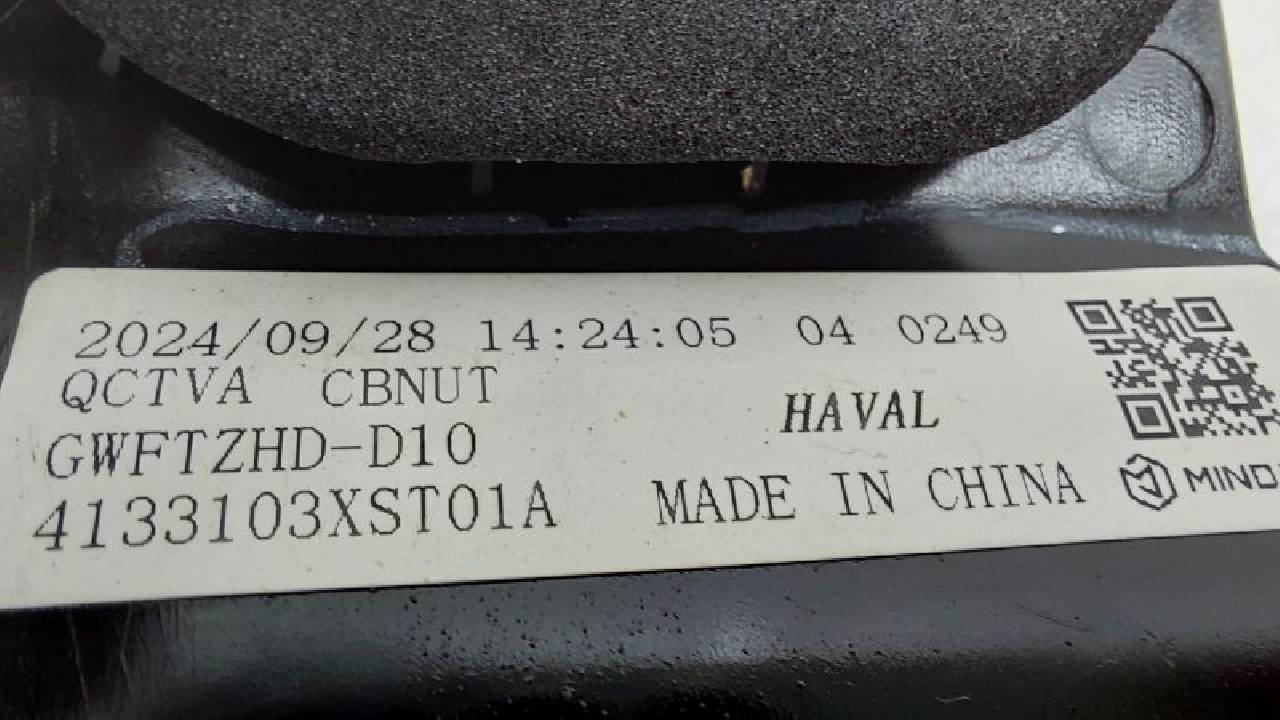 2024/09/28 14:24:05 04 0249
QCTVA CBNUT
HAVAL
GWFTZHD-D10
4133103XST01A MADE IN CHINA